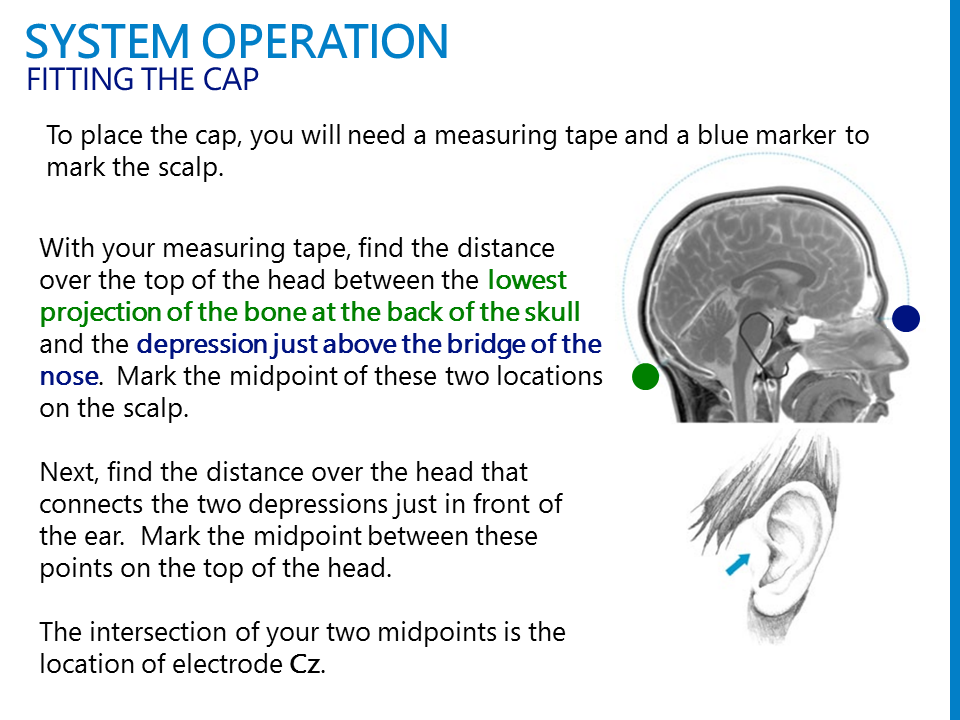 SYSTEM OPERATION
FITTING THE CAP
To place the cap, you will need a measuring tape and a blue marker to
mark the scalp.
With your measuring tape, find the distance
over the top of the head between the lowest
projection of the bone at the back of the skull
and the depression just above the bridge of the
nose.  Mark the midpoint of these two locations
on the scalp.
Next, find the distance over the head that
connects the two depressions just in front of
the ear.  Mark the midpoint between these
points on the top of the head.
The intersection of your two midpoints is the
location of electrode Cz.